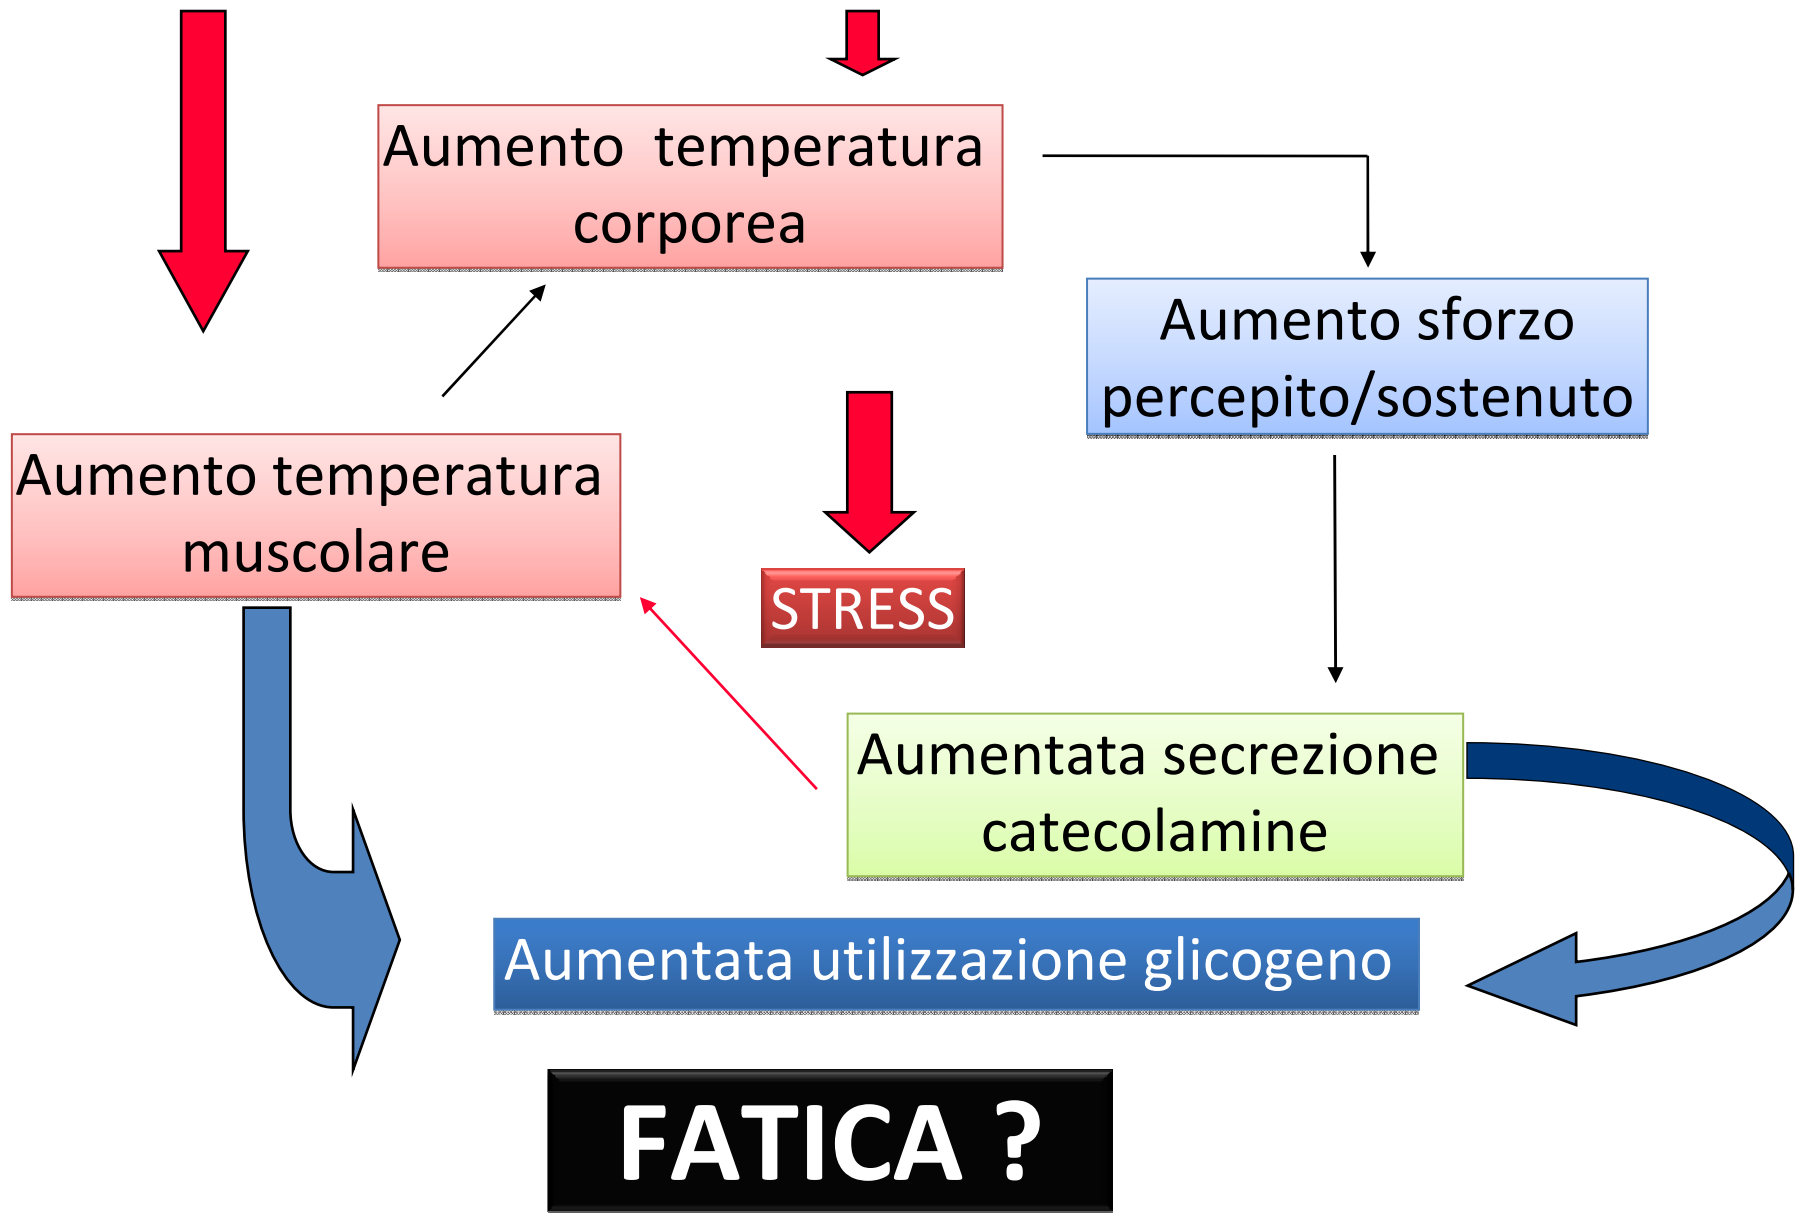 Aumento temperatura
corporea
Aumento sforzo
percepito/sostenuto
Aumento temperatura
muscolare
STRESS
Aumentata secrezione
catecolamine
Aumentata utilizzazione glicogeno
FATICA ?